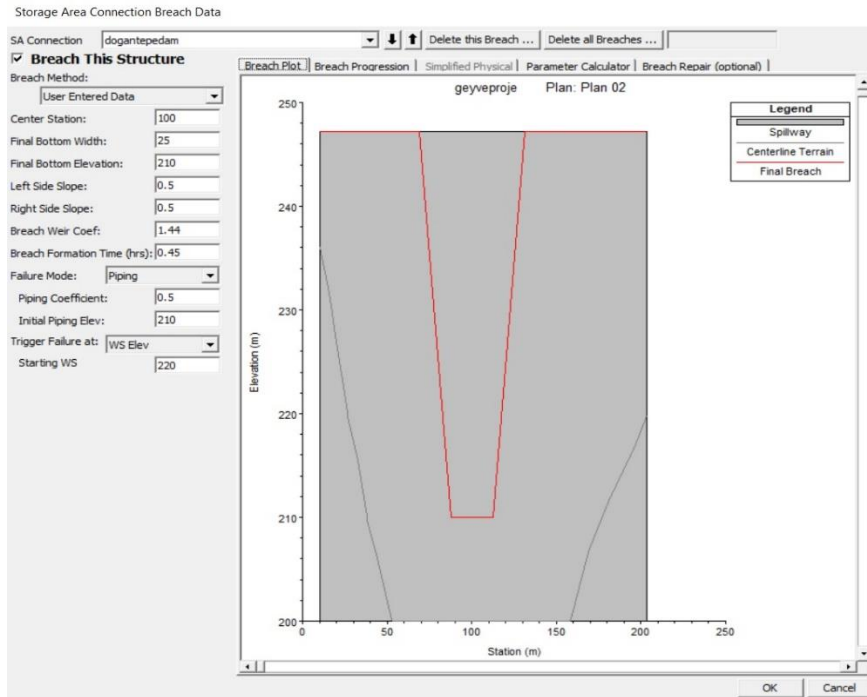 Storage Area Connection Breach Data
SA Connection dogantepedam Delete this Breach ... Delete all Breaches ...
Breach This Structure
Breach Method:
User Entered Data
Center Station: 100
Final Bottom Width: 25
Final Bottom Elevation: 210
Left Side Slope: 0.5
Right Side Slope: 0.5
Breach Weir Coef: 1.44
Breach Formation Time (hrs): 0.45
Failure Mode: Piping
Piping Coefficient: 0.5
Initial Piping Elev: 210
Trigger Failure at: WS Elev
Starting WS 220
Breach Plot Breach Progression Simplified Physical Parameter Calculator Breach Repair (optional)
geyveproje Plan: Plan 02
Legend
Spillway
Centerline Terrain
Final Breach
250
240
230
220
210
200
Elevation (m)
0 50 100 150 200 250
Station (m)
OK Cancel